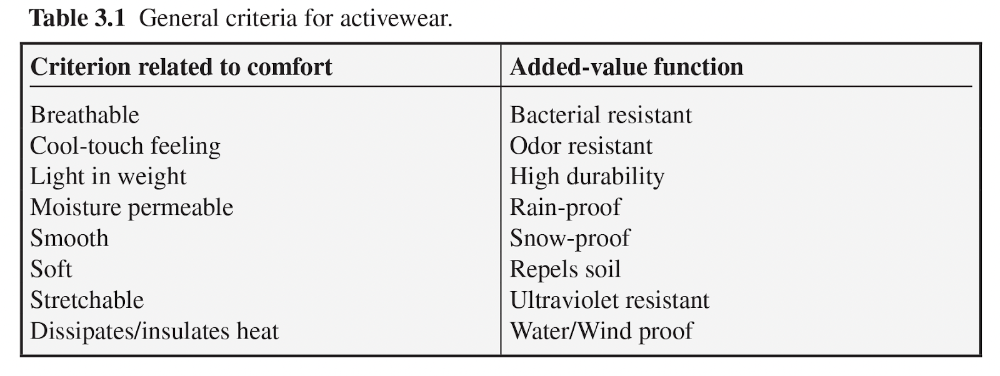 Table 3.1 General criteria for activewear.
Criterion related to comfort Added-value function
Breathable Bacterial resistant
Cool-touch feeling Odor resistant
Light in weight High durability
Moisture permeable Rain-proof
Smooth Snow-proof
Soft Repels soil
Stretchable Ultraviolet resistant
Dissipates/insulates heat Water/Wind proof